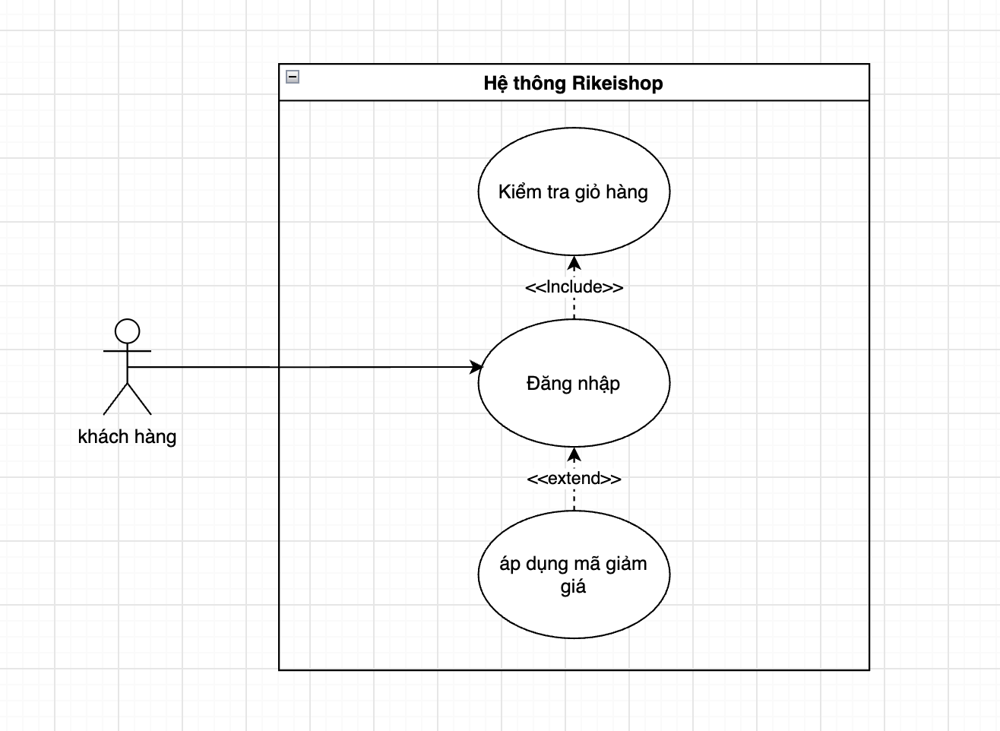 Hệ thông Rikeishop
Kiểm tra giỏ hàng
<<Include>>
Đăng nhập
khách hàng
<<extend>>
áp dụng mã giảm
giá